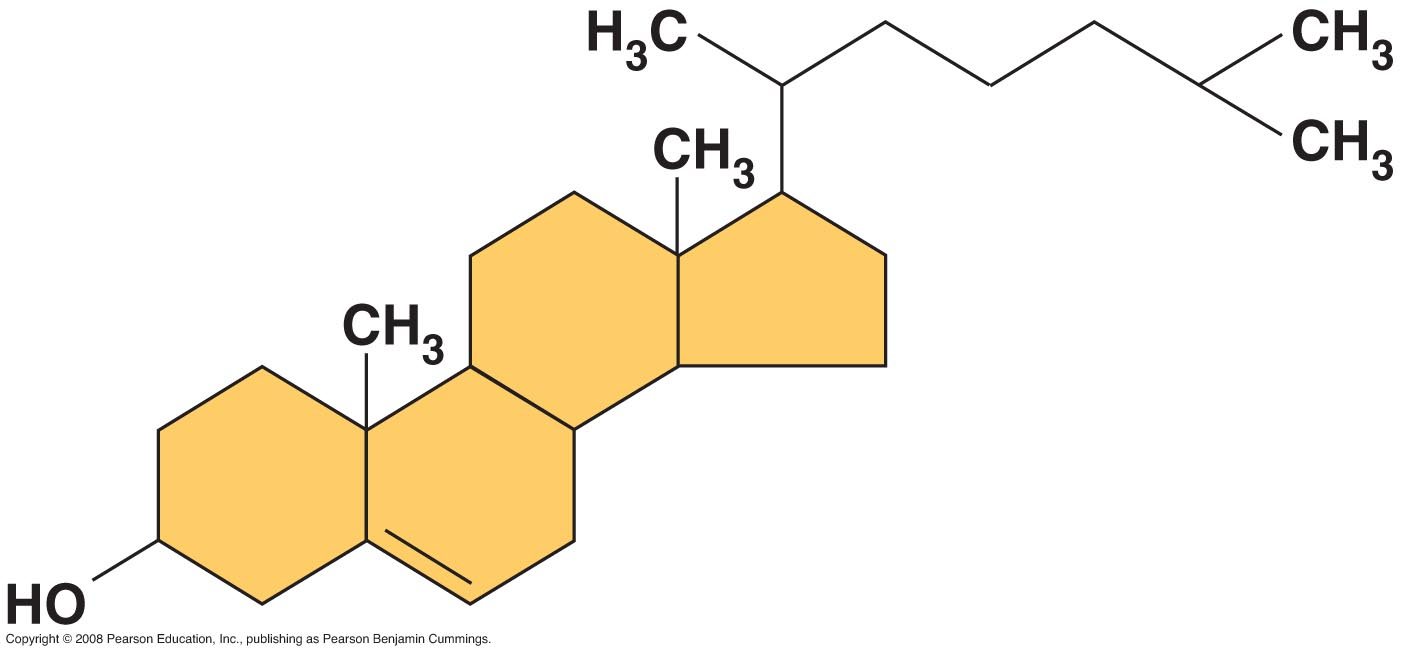 H₃C
CH₃
CH₃
CH₃
CH₃
HO
Copyright © 2008 Pearson Education, Inc., publishing as Pearson Benjamin Cummings.